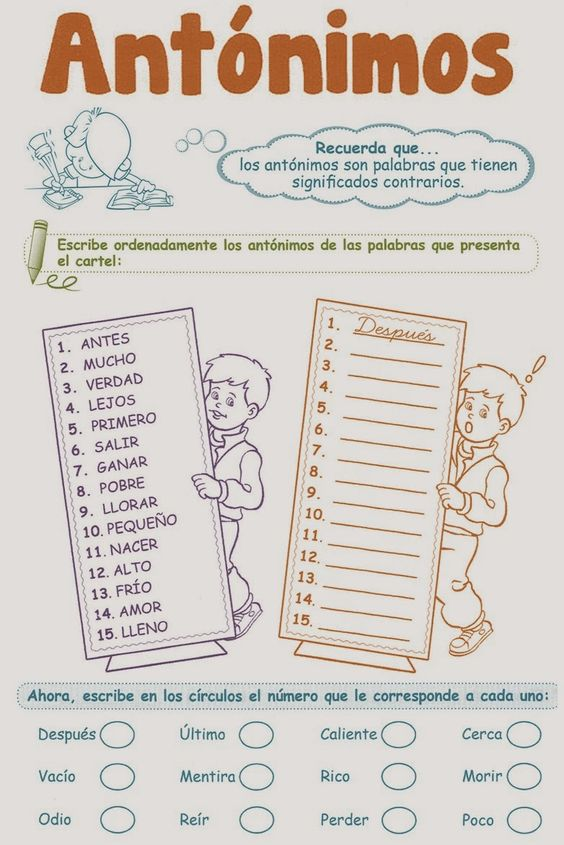 Antónimos
Recuerda que...
los antónimos son palabras que tienen
significados contrarios.
Escribe ordenadamente los antónimos de las palabras que presenta
el cartel:
1. ANTES
2. MUCHO
3. VERDAD
4. LEJOS
5. PRIMERO
6. SALIR
7. GANAR
8. POBRE
9. LLORAR
10. PEQUEÑO
11. NACER
12. ALTO
13. FRÍO
14. AMOR
15. LLENO
1. Después
2.
3.
4.
5.
6.
7.
8.
9.
10.
11.
12.
13.
14.
15.
Ahora, escribe en los círculos el número que le corresponde a cada uno:
Después Último Caliente Cerca
Vacío Mentira Rico Morir
Odio Reír Perder Poco